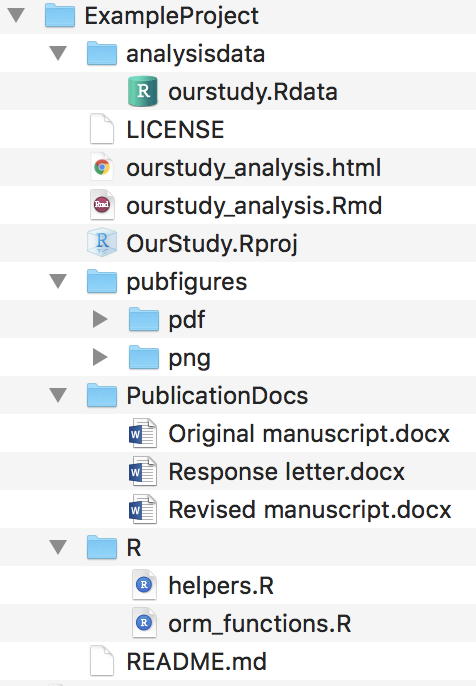 ExampleProject
analysisdata
R ourstudy.Rdata
LICENSE
ourstudy_analysis.html
Rmd ourstudy_analysis.Rmd
R OurStudy.Rproj
pubfigures
pdf
png
PublicationDocs
W Original manuscript.docx
W Response letter.docx
W Revised manuscript.docx
R
R helpers.R
R orm_functions.R
README.md